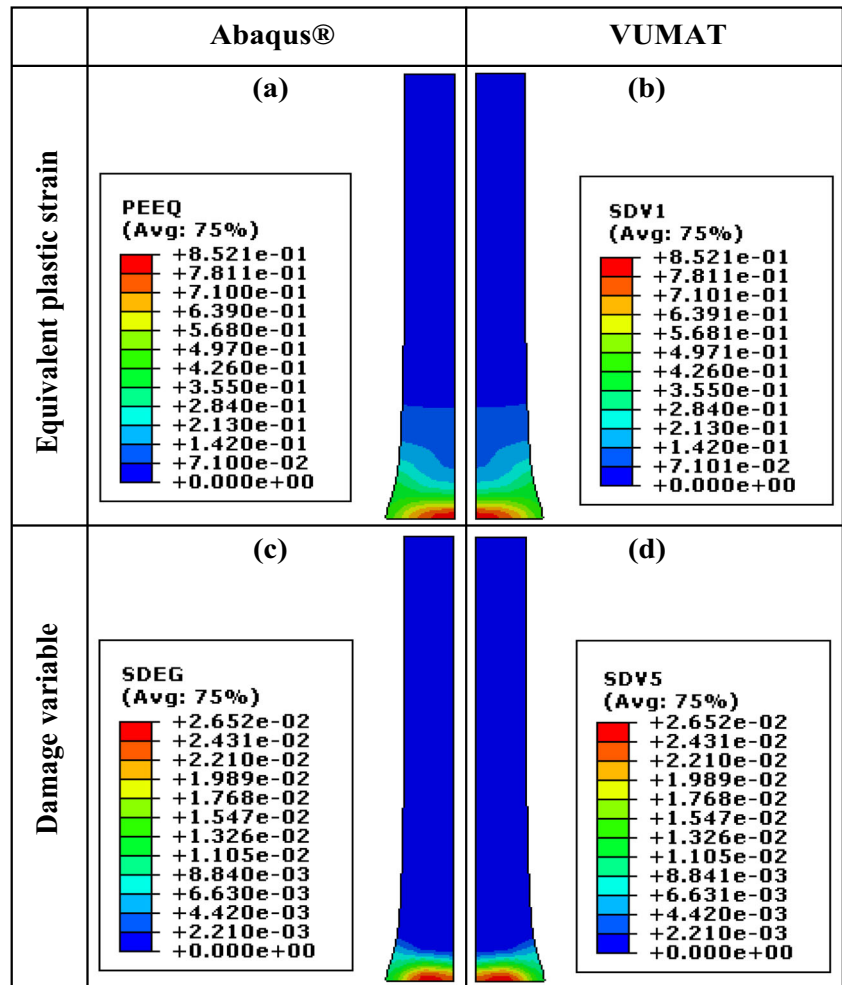 Abaqus®
VUMAT
Equivalent plastic strain
(a)
PEEQ
(Avg: 75%)
+8.521e-01
+7.811e-01
+7.100e-01
+6.390e-01
+5.680e-01
+4.970e-01
+4.260e-01
+3.550e-01
+2.840e-01
+2.130e-01
+1.420e-01
+7.100e-02
+0.000e+00
(b)
SDV1
(Avg: 75%)
+8.521e-01
+7.811e-01
+7.101e-01
+6.391e-01
+5.681e-01
+4.971e-01
+4.260e-01
+3.550e-01
+2.840e-01
+2.130e-01
+1.420e-01
+7.101e-02
+0.000e+00
Damage variable
(c)
SDEG
(Avg: 75%)
+2.652e-02
+2.431e-02
+2.210e-02
+1.989e-02
+1.768e-02
+1.547e-02
+1.326e-02
+1.105e-02
+8.840e-03
+6.630e-03
+4.420e-03
+2.210e-03
+0.000e+00
(d)
SDV5
(Avg: 75%)
+2.652e-02
+2.431e-02
+2.210e-02
+1.989e-02
+1.768e-02
+1.547e-02
+1.326e-02
+1.105e-02
+8.841e-03
+6.631e-03
+4.420e-03
+2.210e-03
+0.000e+00